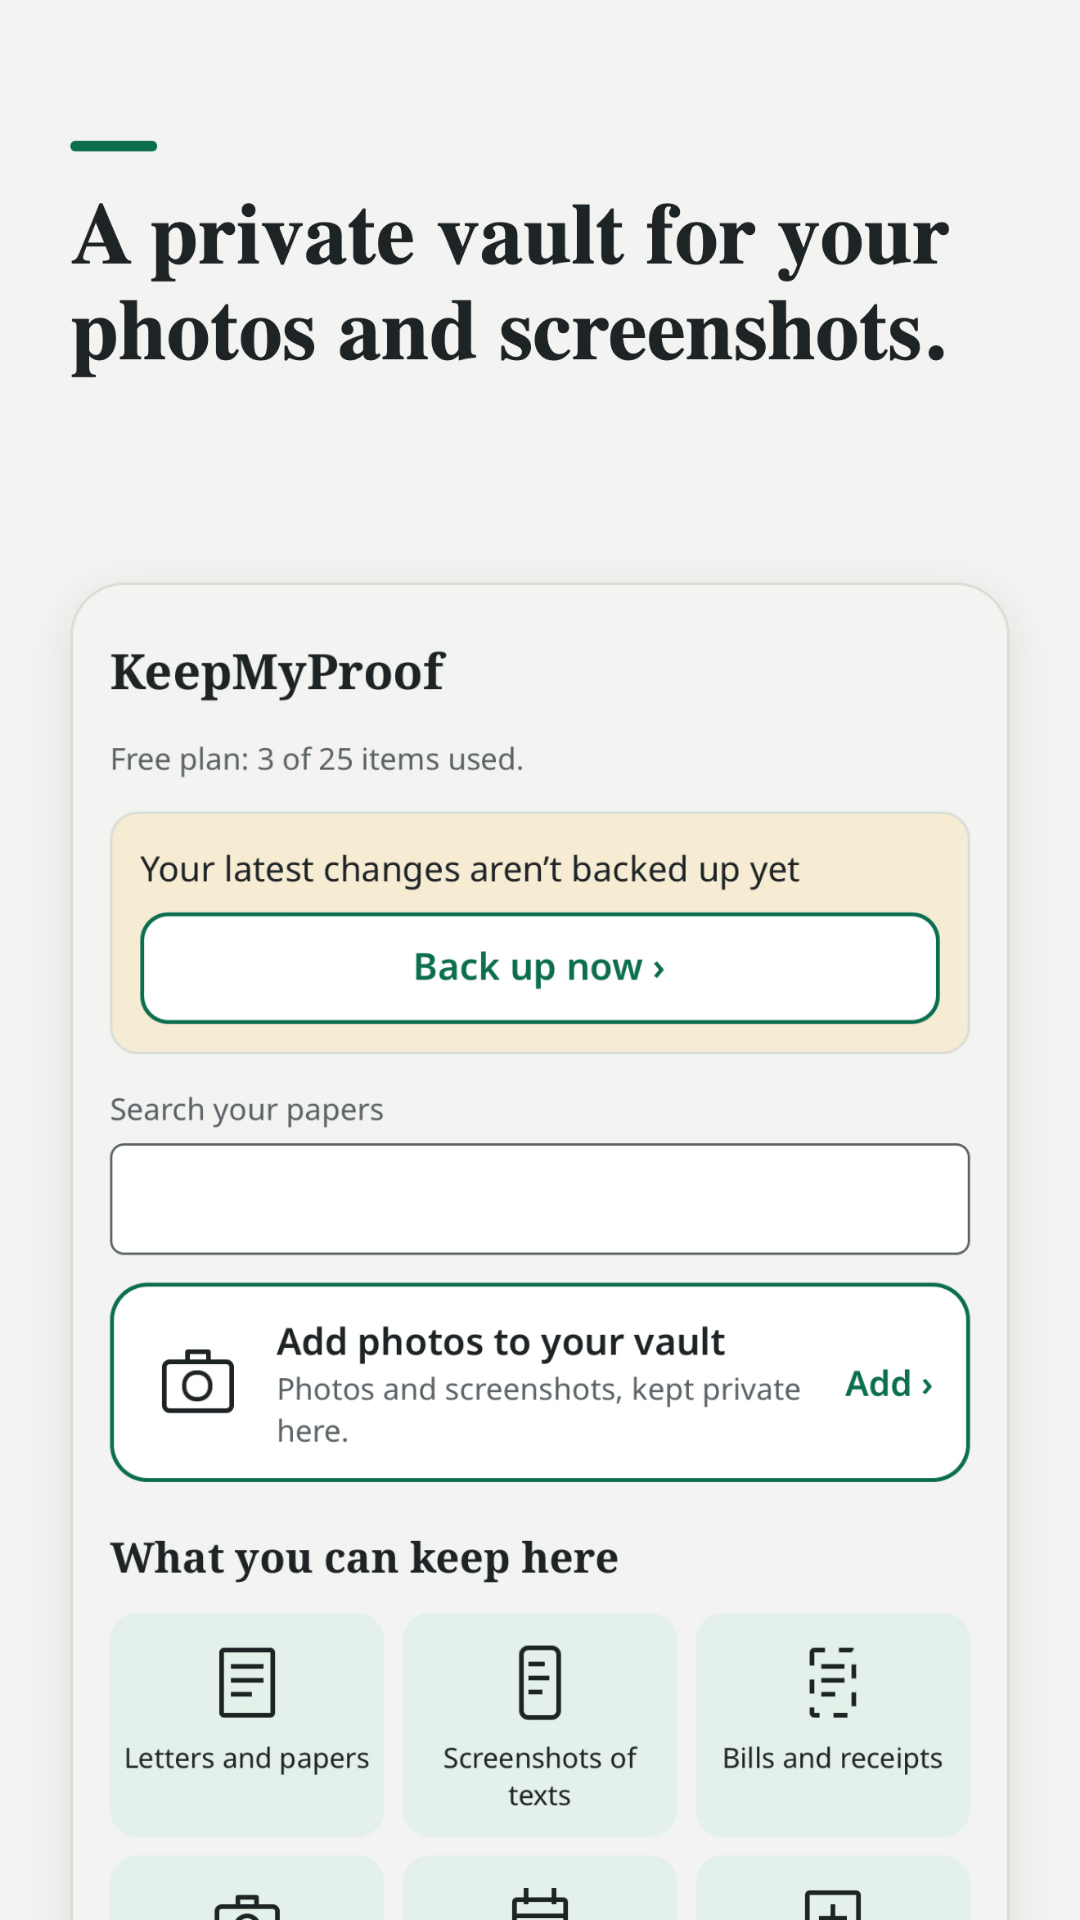 A private vault for your
photos and screenshots.
KeepMyProof
Free plan: 3 of 25 items used.
Your latest changes aren’t backed up yet
Back up now ›
Search your papers
Add photos to your vault
Photos and screenshots, kept private
here.
Add ›
What you can keep here
Letters and papers
Screenshots of
texts
Bills and receipts